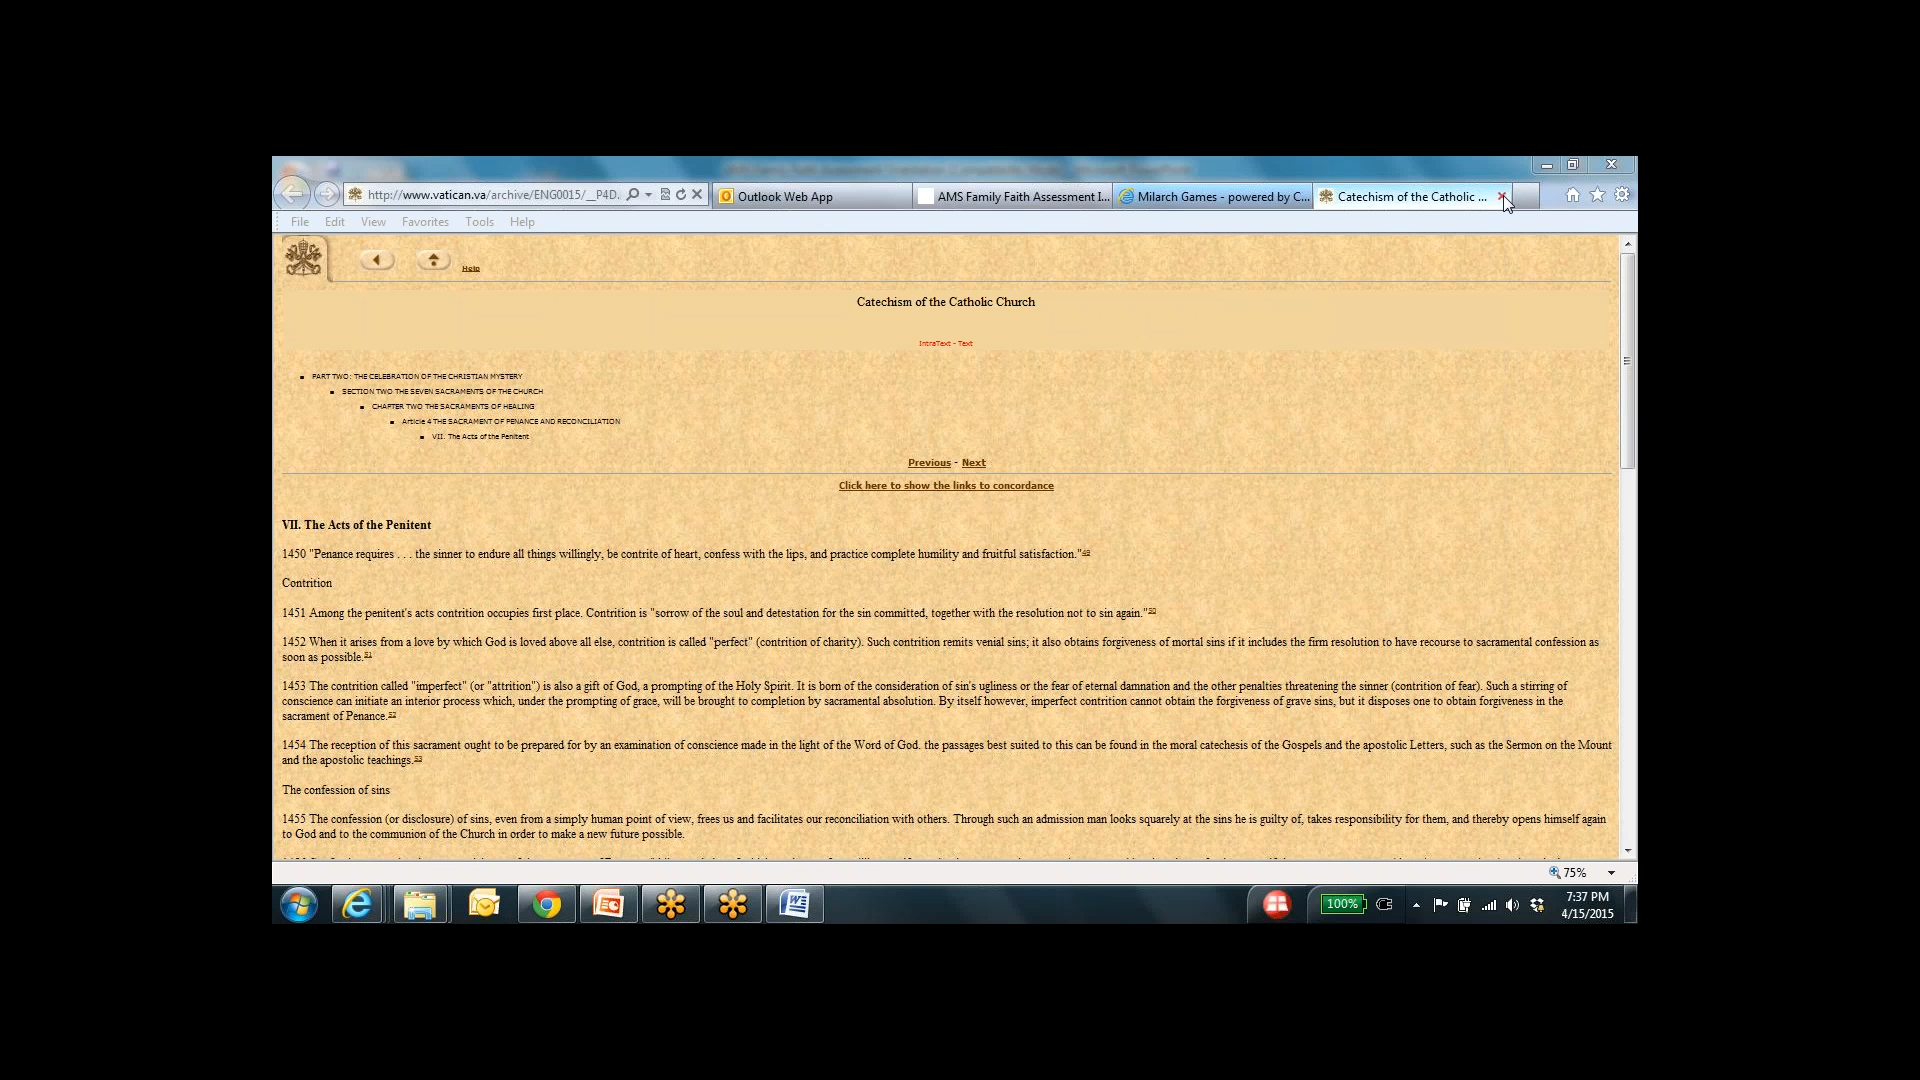 http://www.vatican.va/archive/ENG0015/__P4D.
Outlook Web App
AMS Family Faith Assessment I...
Milarch Games - powered by C...
Catechism of the Catholic ...
File Edit View Favorites Tools Help
Help
Catechism of the Catholic Church
IntraText - Text
PART TWO: THE CELEBRATION OF THE CHRISTIAN MYSTERY
SECTION TWO THE SEVEN SACRAMENTS OF THE CHURCH
CHAPTER TWO THE SACRAMENTS OF HEALING
Article 4 THE SACRAMENT OF PENANCE AND RECONCILIATION
VII. The Acts of the Penitent
Previous - Next
Click here to show the links to concordance
VII. The Acts of the Penitent
1450 "Penance requires . . . the sinner to endure all things willingly, be contrite of heart, confess with the lips, and practice complete humility and fruitful satisfaction."49
Contrition
1451 Among the penitent's acts contrition occupies first place. Contrition is "sorrow of the soul and detestation for the sin committed, together with the resolution not to sin again."50
1452 When it arises from a love by which God is loved above all else, contrition is called "perfect" (contrition of charity). Such contrition remits venial sins; it also obtains forgiveness of mortal sins if it includes the firm resolution to have recourse to sacramental confession as
soon as possible.51
1453 The contrition called "imperfect" (or "attrition") is also a gift of God, a prompting of the Holy Spirit. It is born of the consideration of sin's ugliness or the fear of eternal damnation and the other penalties threatening the sinner (contrition of fear). Such a stirring of
conscience can initiate an interior process which, under the prompting of grace, will be brought to completion by sacramental absolution. By itself however, imperfect contrition cannot obtain the forgiveness of grave sins, but it disposes one to obtain forgiveness in the
sacrament of Penance.52
1454 The reception of this sacrament ought to be prepared for by an examination of conscience made in the light of the Word of God. the passages best suited to this can be found in the moral catechesis of the Gospels and the apostolic Letters, such as the Sermon on the Mount
and the apostolic teachings.53
The confession of sins
1455 The confession (or disclosure) of sins, even from a simply human point of view, frees us and facilitates our reconciliation with others. Through such an admission man looks squarely at the sins he is guilty of, takes responsibility for them, and thereby opens himself again
to God and to the communion of the Church in order to make a new future possible.
75%
100%
7:37 PM
4/15/2015